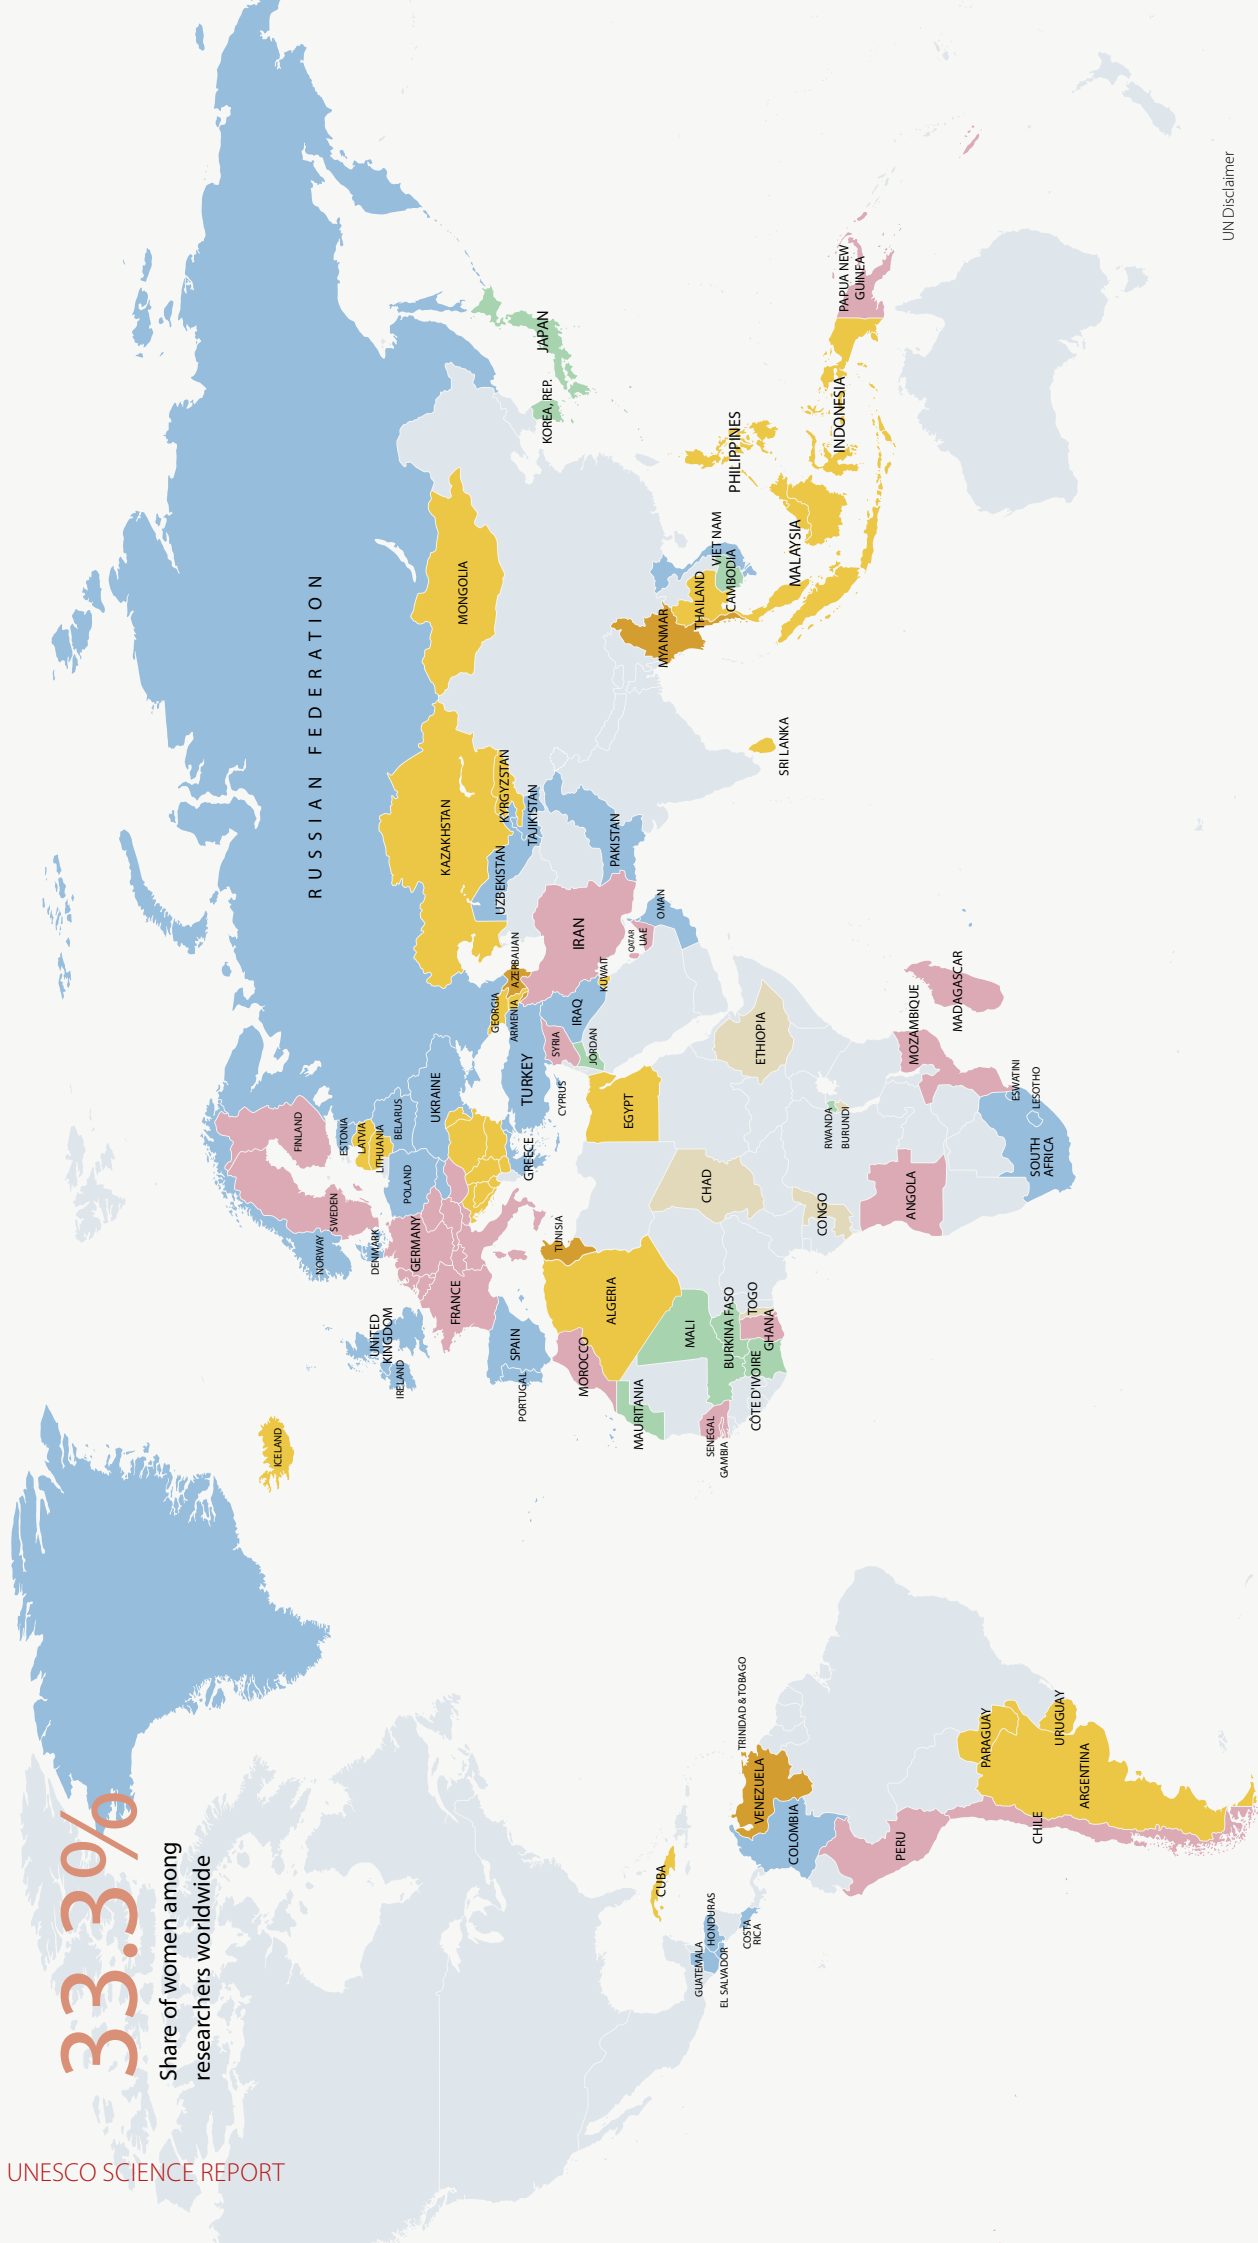 UNESCO SCIENCE REPORT
33.3%
Share of women among
researchers worldwide
ICELAND
NORWAY
SWEDEN
FINLAND
ESTONIA
LATVIA
LITHUANIA
BELARUS
DENMARK
UNITED
KINGDOM
IRELAND
GERMANY
POLAND
UKRAINE
FRANCE
SPAIN
PORTUGAL
GREECE
TURKEY
CYPRUS
GEORGIA
ARMENIA
AZERBAIJAN
RUSSIAN FEDERATION
KAZAKHSTAN
UZBEKISTAN
KYRGYZSTAN
TAJIKISTAN
MONGOLIA
KOREA, REP.
JAPAN
SYRIA
IRAQ
JORDAN
KUWAIT
IRAN
QATAR
UAE
OMAN
PAKISTAN
MOROCCO
ALGERIA
TUNISIA
EGYPT
MAURITANIA
MALI
SENEGAL
GAMBIA
BURKINA FASO
CÔTE D'IVOIRE
TOGO
GHANA
CHAD
ETHIOPIA
CONGO
RWANDA
BURUNDI
ANGOLA
MOZAMBIQUE
MADAGASCAR
SOUTH
AFRICA
ESWATINI
LESOTHO
SRI LANKA
MYANMAR
THAILAND
VIET NAM
CAMBODIA
PHILIPPINES
MALAYSIA
INDONESIA
PAPUA NEW
GUINEA
CUBA
GUATEMALA
HONDURAS
EL SALVADOR
COSTA
RICA
TRINIDAD & TOBAGO
VENEZUELA
COLOMBIA
PERU
CHILE
PARAGUAY
URUGUAY
ARGENTINA
UN Disclaimer